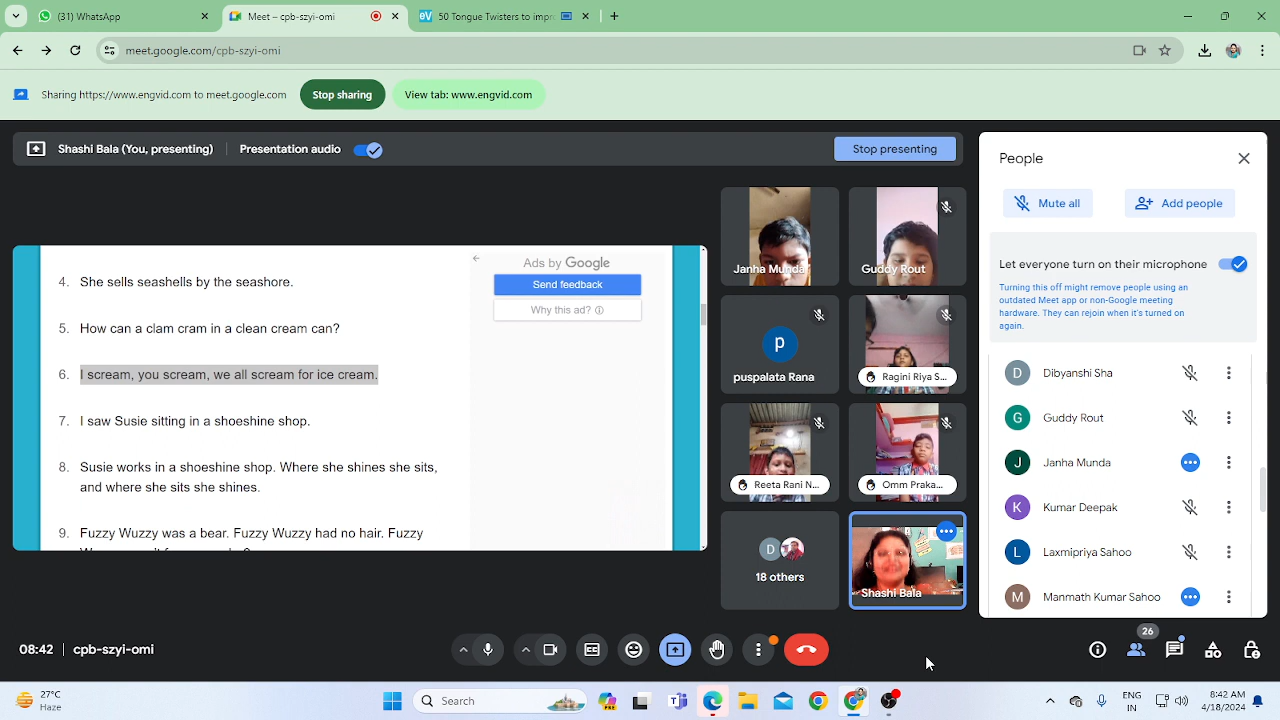 (31) WhatsApp
Meet – cpb-szyi-omi
50 Tongue Twisters to impro
meet.google.com/cpb-szyi-omi
Sharing https://www.engvid.com to meet.google.com
Stop sharing
View tab: www.engvid.com
Shashi Bala (You, presenting)
Presentation audio
Stop presenting
People
Mute all
Add people
Let everyone turn on their microphone
Turning this off might remove people using an
outdated Meet app or non-Google meeting
hardware. They can rejoin when it's turned on
again.
Dibyanshi Sha
Guddy Rout
Janha Munda
Kumar Deepak
Laxmipriya Sahoo
Manmath Kumar Sahoo
4. She sells seashells by the seashore.
5. How can a clam cram in a clean cream can?
6. I scream, you scream, we all scream for ice cream.
7. I saw Susie sitting in a shoeshine shop.
8. Susie works in a shoeshine shop. Where she shines she sits,
and where she sits she shines.
9. Fuzzy Wuzzy was a bear. Fuzzy Wuzzy had no hair. Fuzzy
Ads by Google
Send feedback
Why this ad?
Janha Munda
Guddy Rout
p
puspalata Rana
Ragini Riya S...
Reeta Rani N...
Omm Praka...
D
18 others
Shashi Bala
D
G
J
K
L
M
08:42 | cpb-szyi-omi
26
27°C
Haze
Search
PRE
ENG
IN
8:42 AM
4/18/2024